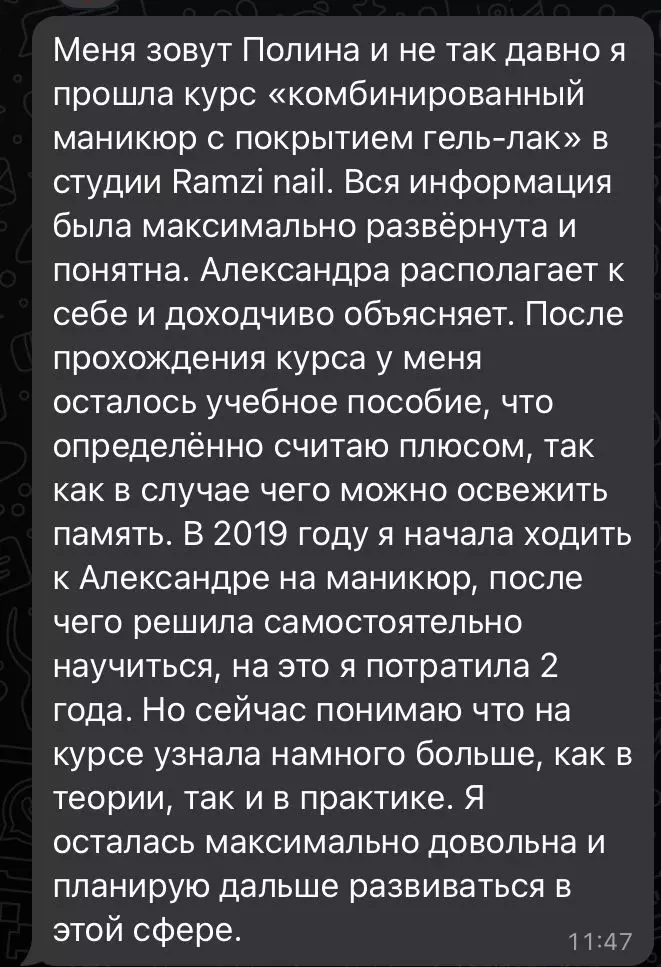 Меня зовут Полина и не так давно я
прошла курс «комбинированный
маникюр с покрытием гель-лак» в
студии Ramzi nail. Вся информация
была максимально развёрнута и
понятна. Александра располагает к
себе и доходчиво объясняет. После
прохождения курса у меня
осталось учебное пособие, что
определённо считаю плюсом, так
как в случае чего можно освежить
память. В 2019 году я начала ходить
к Александре на маникюр, после
чего решила самостоятельно
научиться, на это я потратила 2
года. Но сейчас понимаю что на
курсе узнала намного больше, как в
теории, так и в практике. Я
осталась максимально довольна и
планирую дальше развиваться в
этой сфере.
11:47